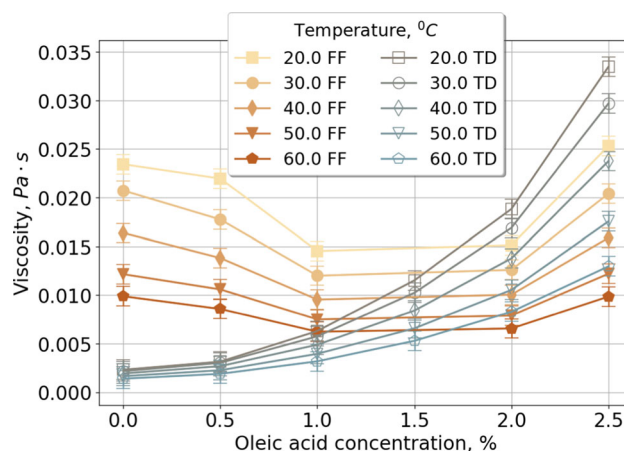 Temperature, ⁰C
20.0 FF
30.0 FF
40.0 FF
50.0 FF
60.0 FF
20.0 TD
30.0 TD
40.0 TD
50.0 TD
60.0 TD
Viscosity, Pa · s
0.035
0.030
0.025
0.020
0.015
0.010
0.005
0.000
0.0 0.5 1.0 1.5 2.0 2.5
Oleic acid concentration, %